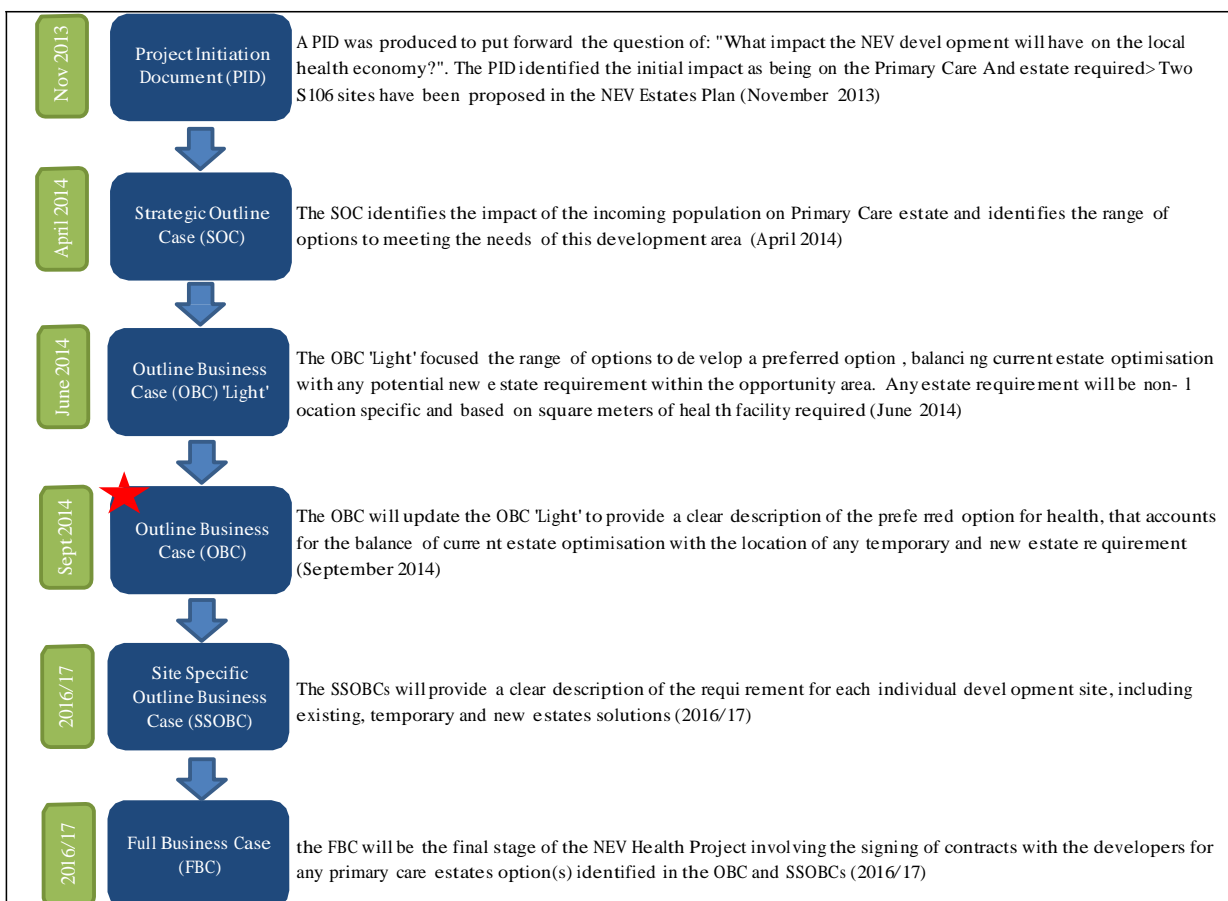 Nov 2013
Project Initiation
Document (PID)
A PID was produced to put forward the question of: "What impact the NEV devel opment will have on the local
health economy?". The PID identified the initial impact as being on the Primary Care And estate required> Two
S106 sites have been proposed in the NEV Estates Plan (November 2013)
April 2014
Strategic Outline
Case (SOC)
The SOC identifies the impact of the incoming population on Primary Care estate and identifies the range of
options to meeting the needs of this development area (April 2014)
June 2014
Outline Business
Case (OBC) 'Light'
The OBC 'Light' focused the range of options to de velop a preferred option , balanci ng current estate optimisation
with any potential new e state requirement within the opportunity area. Any estate require ment will be non- l
ocation specific and based on square meters of heal th facility required (June 2014)
Sept 2014
Outline Business
Case (OBC)
The OBC will update the OBC 'Light' to provide a clear description of the prefe rred option for health, that accounts
for the balance of curre nt estate optimisation with the location of any temporary and new estate re quirement
(September 2014)
2016/17
Site Specific
Outline Business
Case (SSOBC)
The SSOBCs will provide a clear description of the requi rement for each individual devel opment site, including
existing, temporary and new estates solutions (2016/17)
2016/17
Full Business Case
(FBC)
the FBC will be the final stage of the NEV Health Project involving the signing of contracts with the developers for
any primary care estates option(s) identified in the OBC and SSOBCs (2016/17)